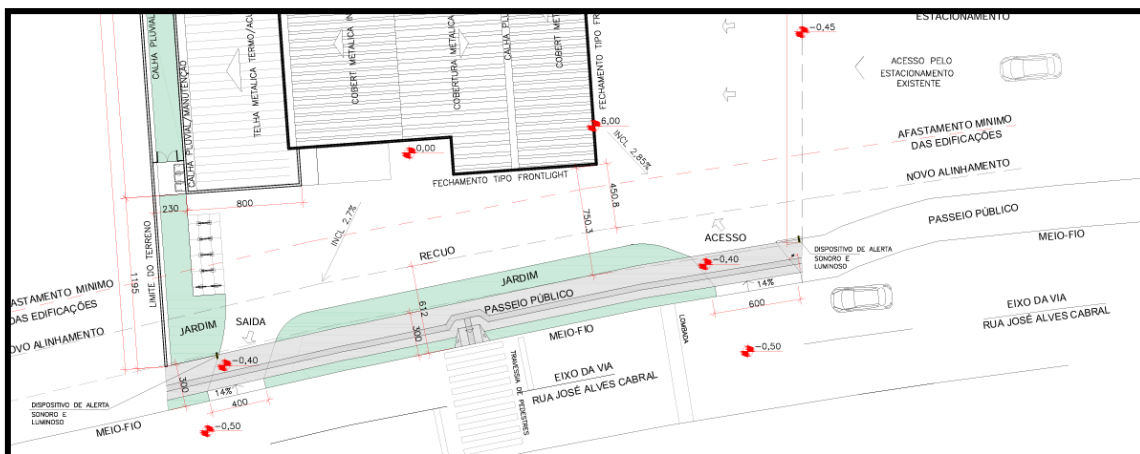 CALHA PLUVIAL
CALHA PLUVIAL/MANUTENÇÃO
TELHA METALICA TERMO/ACU
COBERT METALICA IN
COBERTURA METALICA
CALHA PLU
COBERT MET
FECHAMENTO TIPO FR
ESTACIONAMENTO
-0,45
ACESSO PELO
ESTACIONAMENTO
EXISTENTE
6,00
0,00
INCL 2,85%
AFASTAMENTO MINIMO
DAS EDIFICAÇÕES
NOVO ALINHAMENTO
FECHAMENTO TIPO FRONTLIGHT
450.8
750.3
230
800
INCL 2,7%
PASSEIO PÚBLICO
MEIO-FIO
LIMITE DO TERRENO
1195
RECUO
ACESSO
-0,40
DISPOSITIVO DE ALERTA
SONORO E
LUMINOSO
JARDIM
612
300
PASSEIO PÚBLICO
14%
600
ASTAMENTO MINIMO
DAS EDIFICAÇÕES
OVO ALINHAMENTO
JARDIM
SAIDA
-0,40
MEIO-FIO
LOMBADA
-0,50
EIXO DA VIA
RUA JOSÉ ALVES CABRAL
TRAVESSIA DE PEDESTRES
EIXO DA VIA
RUA JOSÉ ALVES CABRAL
300
14%
400
DISPOSITIVO DE ALERTA
SONORO E
LUMINOSO
MEIO-FIO
-0,50